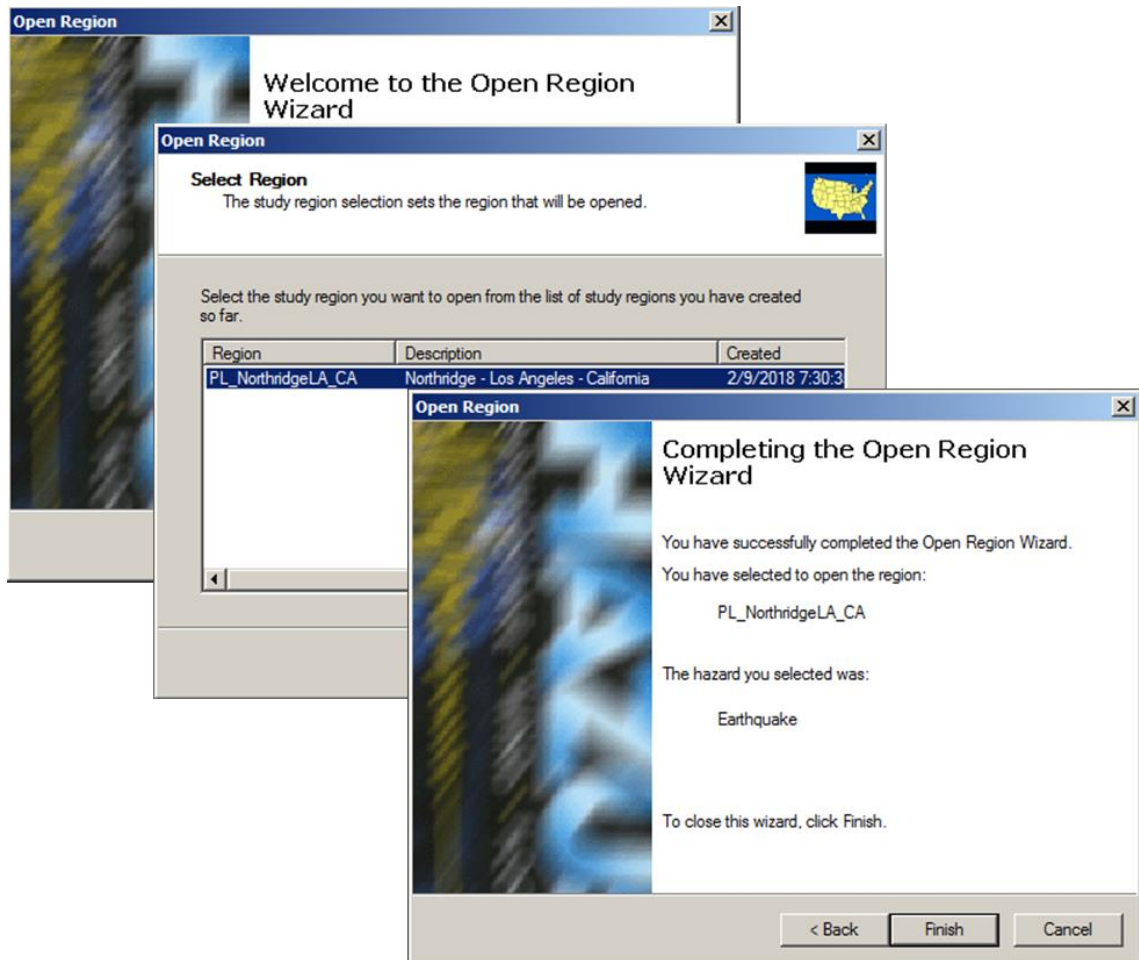 Open Region
Welcome to the Open Region
Wizard
Open Region
Select Region
The study region selection sets the region that will be opened.
Select the study region you want to open from the list of study regions you have created
so far.
Region Description Created
PL_NorthridgeLA_CA Northridge - Los Angeles - California 2/9/2018 7:30:3
Open Region
Completing the Open Region
Wizard
You have successfully completed the Open Region Wizard.
You have selected to open the region:
PL_NorthridgeLA_CA
The hazard you selected was:
Earthquake
To close this wizard, click Finish.
< Back Finish Cancel